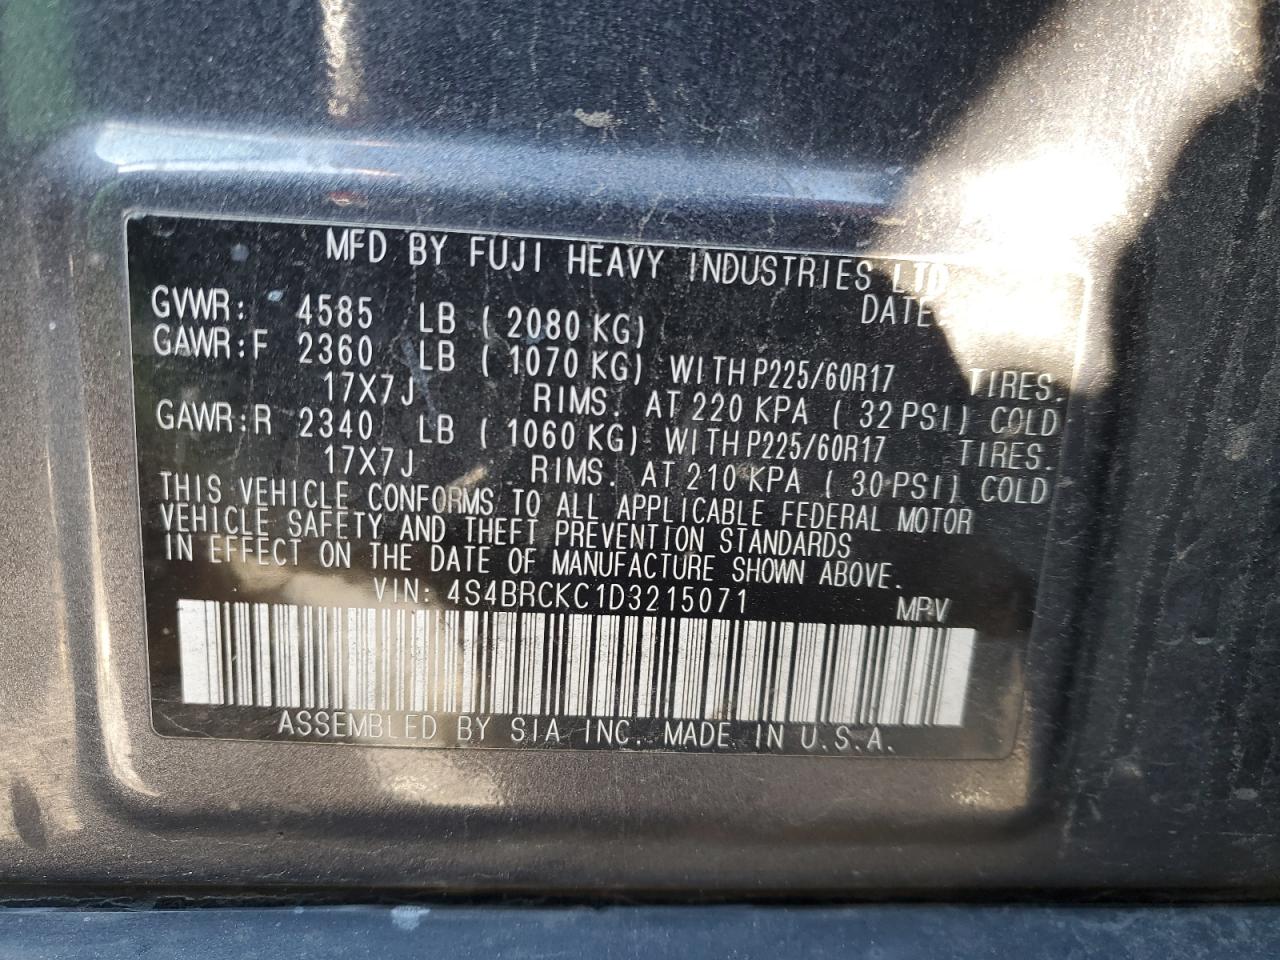 MFD BY FUJI HEAVY INDUSTRIES LTD
DATE
GVWR: 4585 LB ( 2080 KG)
GAWR:F 2360 LB ( 1070 KG) WITH P225/60R17 TIRES.
17X7J RIMS. AT 220 KPA ( 32 PSI) COLD
GAWR:R 2340 LB ( 1060 KG) WITH P225/60R17 TIRES.
17X7J RIMS. AT 210 KPA ( 30 PSI) COLD
THIS VEHICLE CONFORMS TO ALL APPLICABLE FEDERAL MOTOR
VEHICLE SAFETY AND THEFT PREVENTION STANDARDS
IN EFFECT ON THE DATE OF MANUFACTURE SHOWN ABOVE.
VIN: 4S4BRCKC1D3215071 MPV
ASSEMBLED BY SIA INC. MADE IN U.S.A.